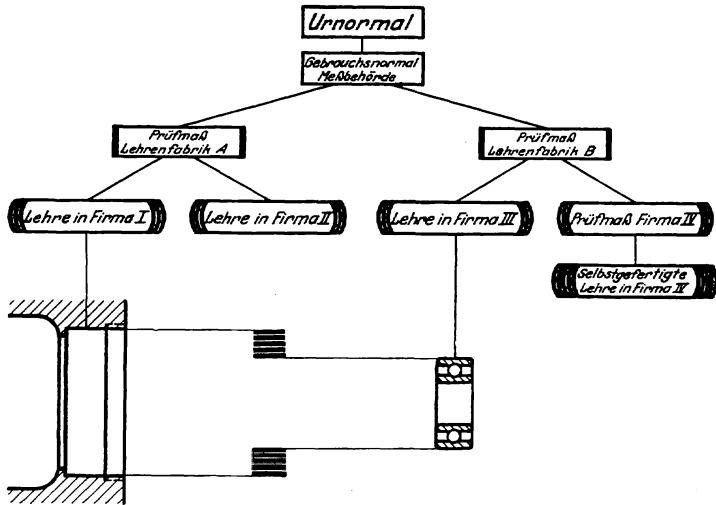 Urnormal
Gebrauchsnormal
Meßbehörde
Prüfmaß
Lehrenfabrik A
Prüfmaß
Lehrenfabrik B
Lehre in Firma I
Lehre in Firma II
Lehre in Firma III
Prüfmaß Firma IV
Selbstgefertigte
Lehre in Firma IV